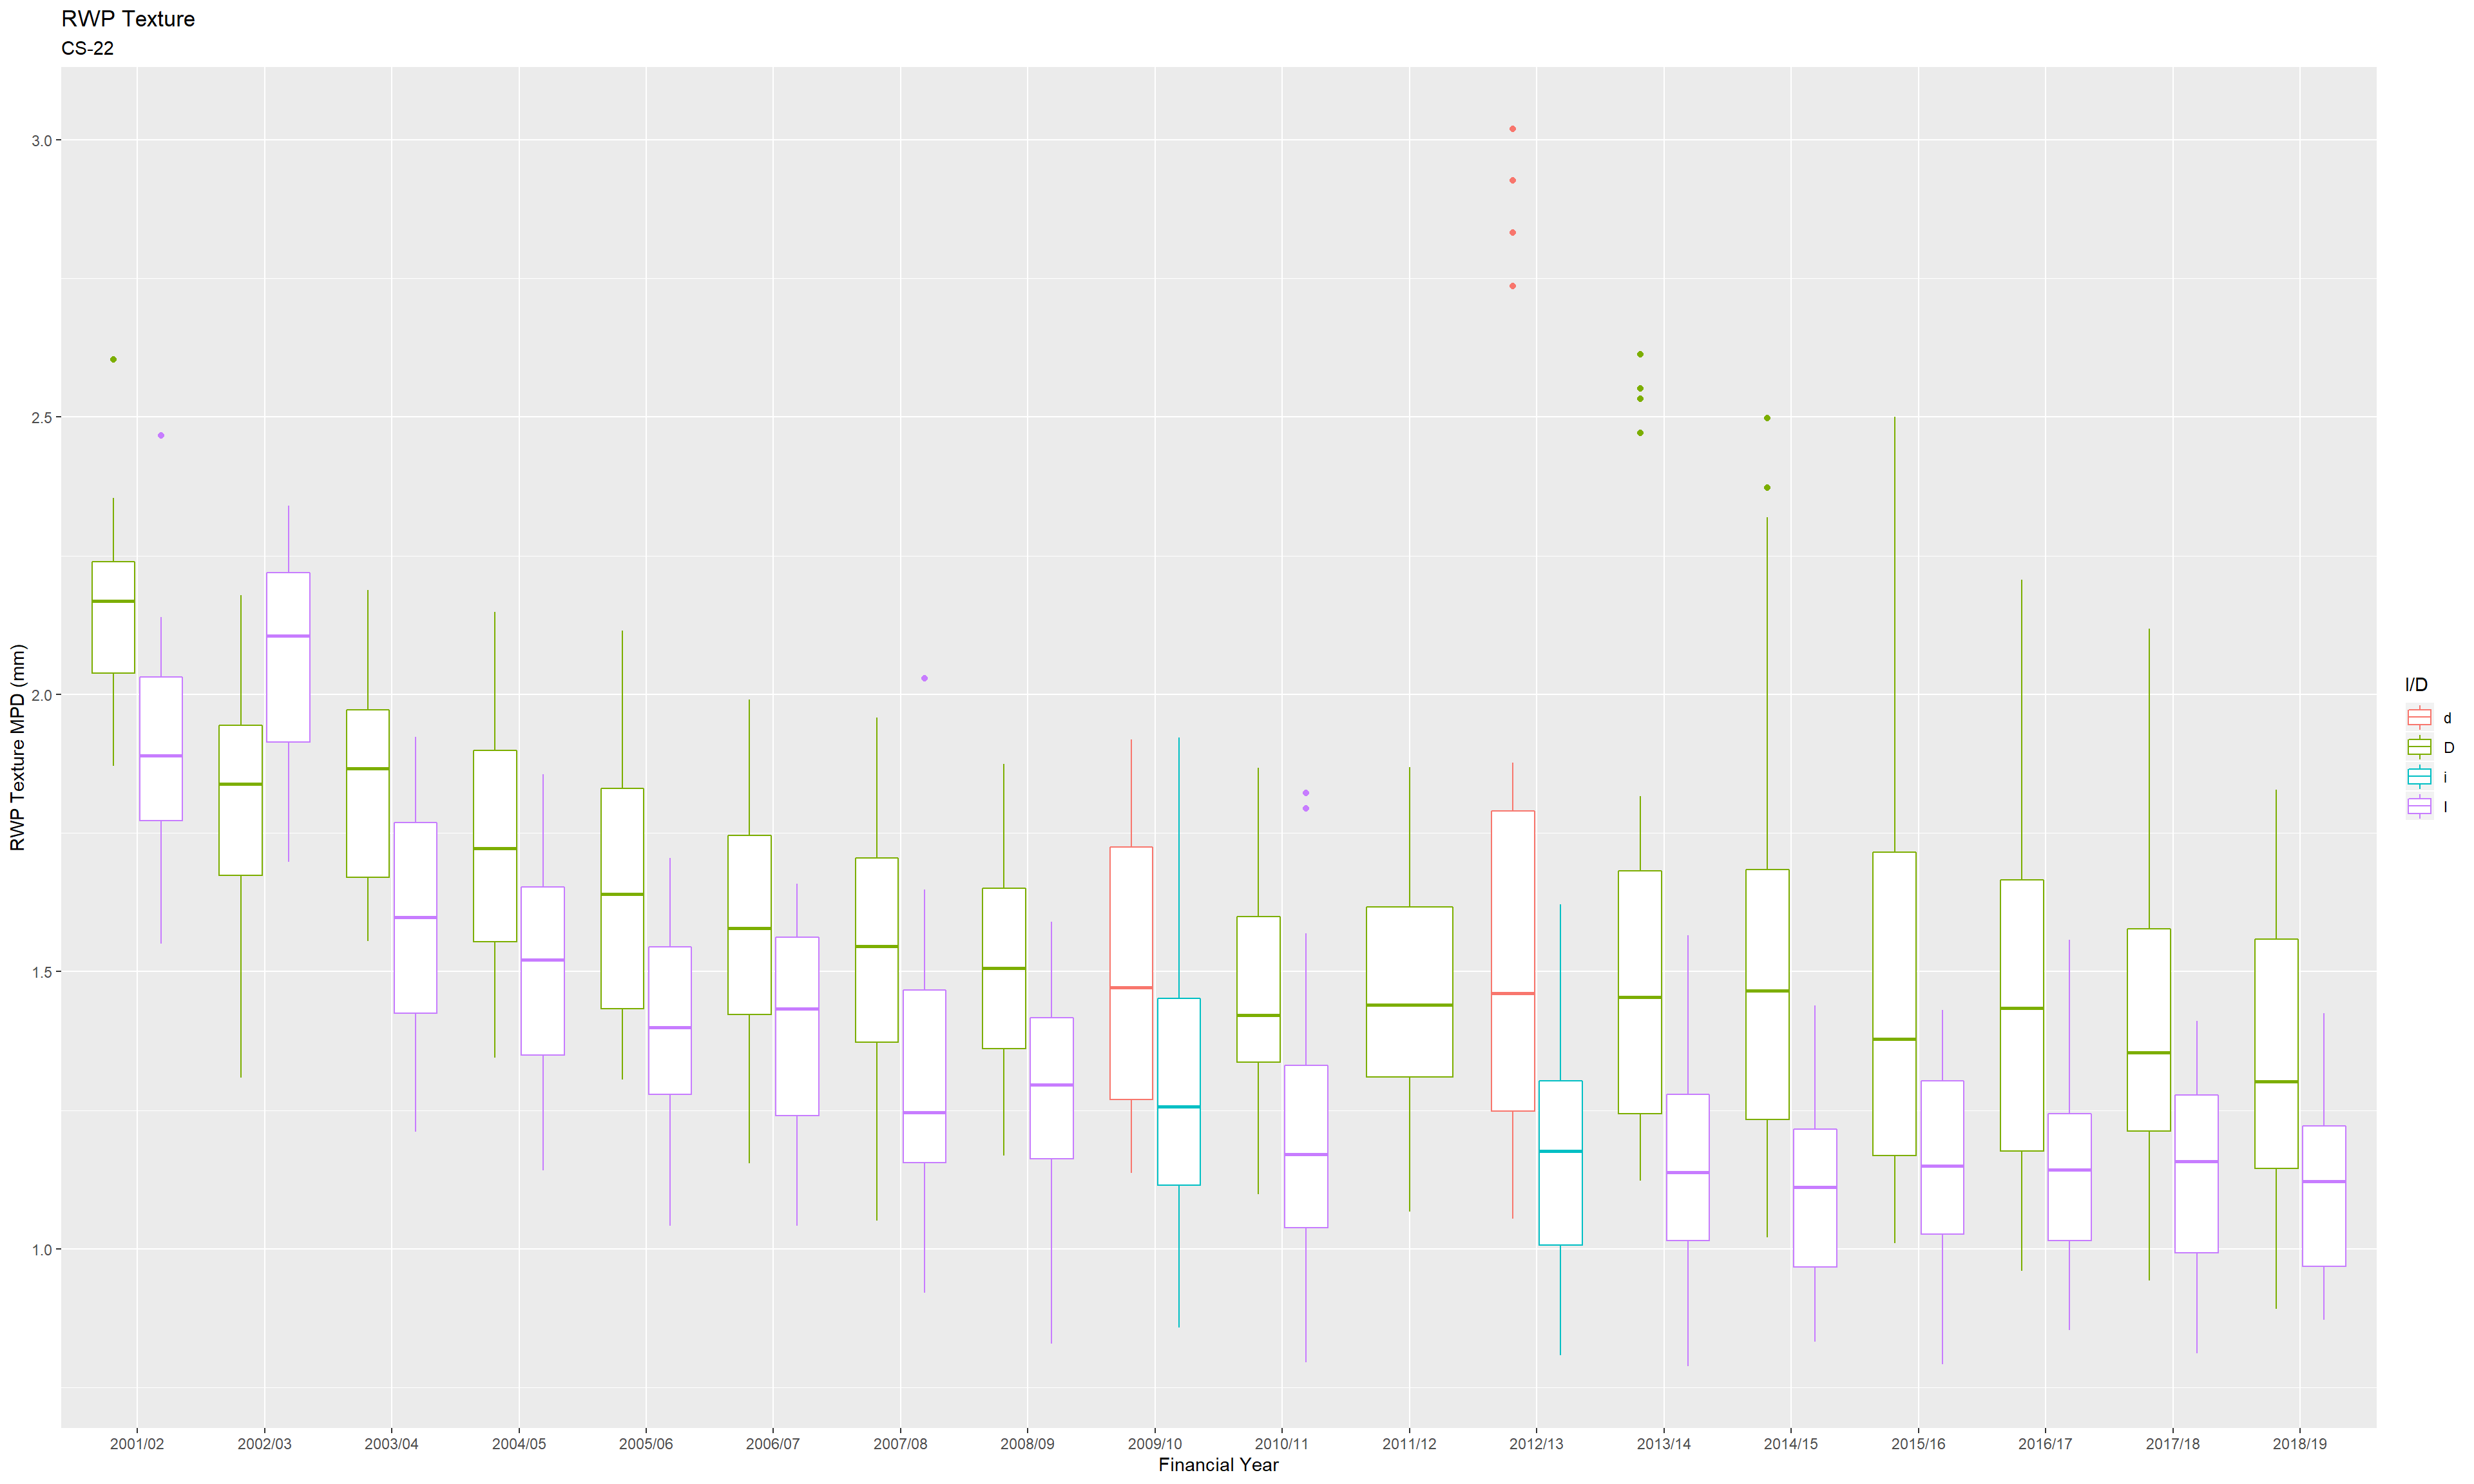 RWP Texture
CS-22
RWP Texture MPD (mm)
3.0
2.5
2.0
1.5
1.0
2001/02 2002/03 2003/04 2004/05 2005/06 2006/07 2007/08 2008/09 2009/10 2010/11 2011/12 2012/13 2013/14 2014/15 2015/16 2016/17 2017/18 2018/19
Financial Year
I/D
d
D
i
I